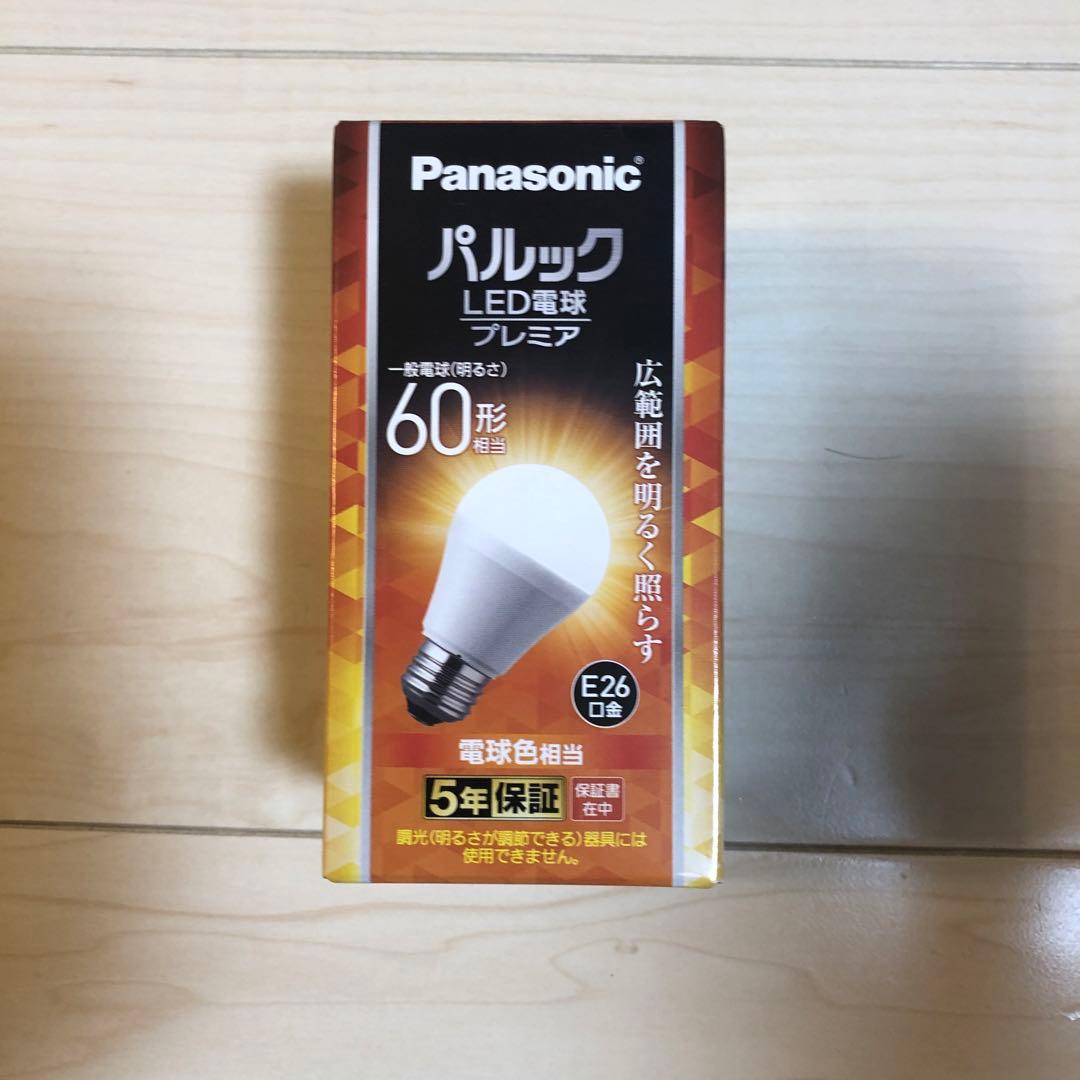 Panasonic®
パルック
LED電球
プレミア
一般電球(明るさ)
60形
相当
広範囲を明るく照らす
E26
口金
電球色相当
5年保証
保証書
在中
調光(明るさが調節できる)器具には
使用できません。